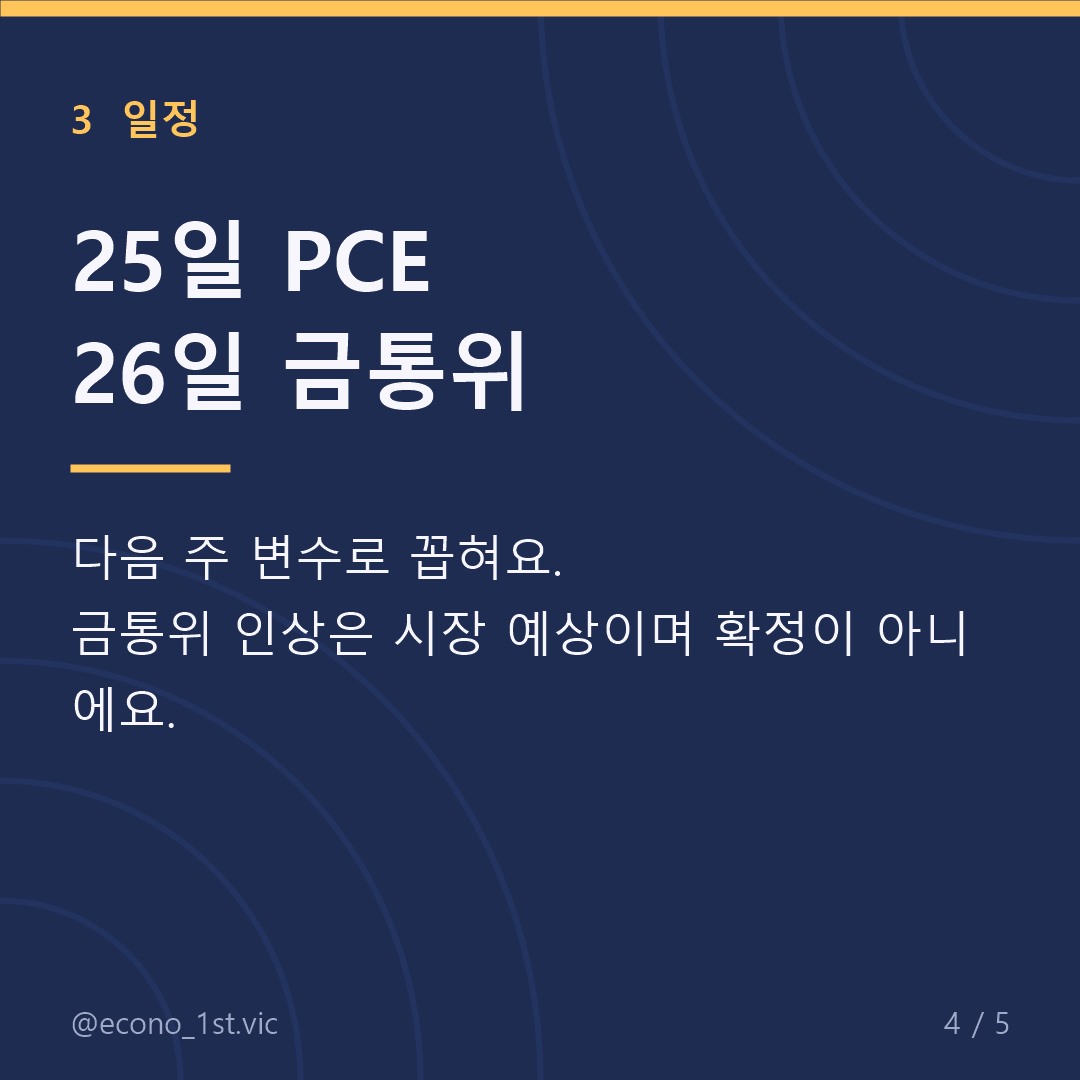 3 일정
25일 PCE
26일 금통위
다음 주 변수로 꼽혀요.
금통위 인상은 시장 예상이며 확정이 아니
에요.
@econo_1st.vic
4 / 5